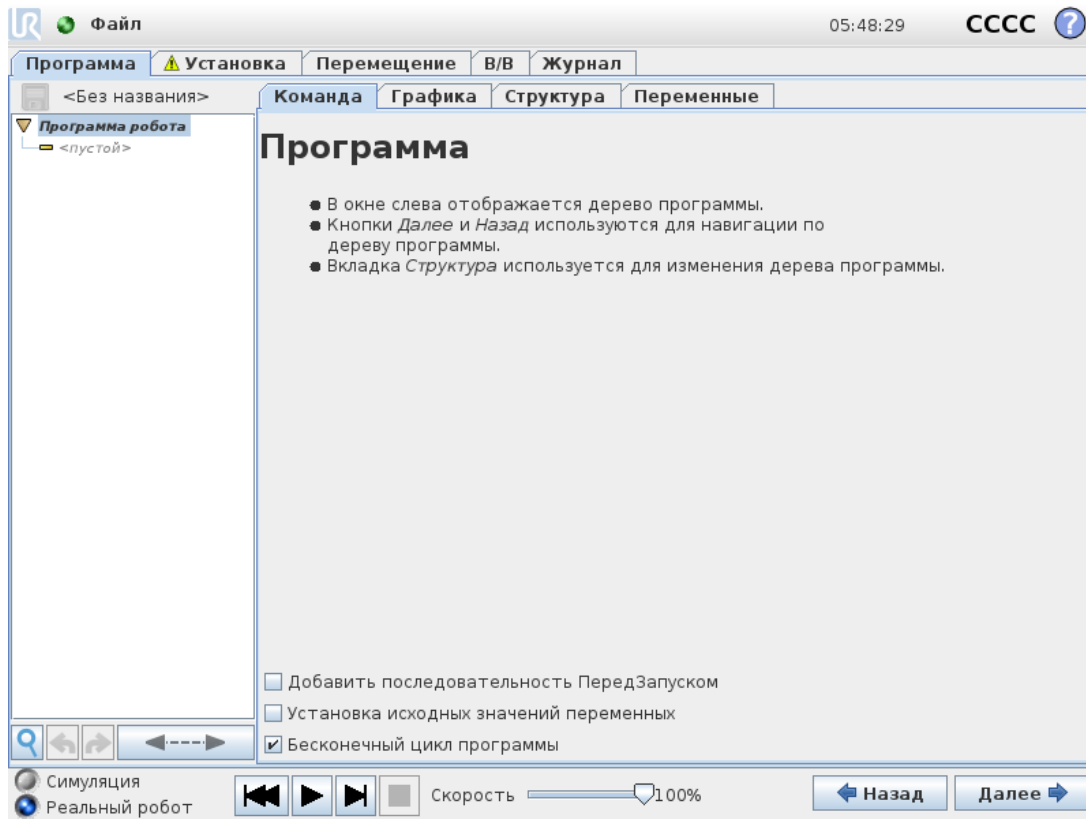 UR Файл 05:48:29 CCCC ?
Программа Установка Перемещение В/В Журнал
<Без названия> Команда Графика Структура Переменные
Программа робота
<пустой>
Программа
В окне слева отображается дерево программы.
Кнопки Далее и Назад используются для навигации по
дереву программы.
Вкладка Структура используется для изменения дерева программы.
Добавить последовательность ПередЗапуском
Установка исходных значений переменных
Бесконечный цикл программы
Симуляция
Реальный робот
Скорость 100% Назад Далее